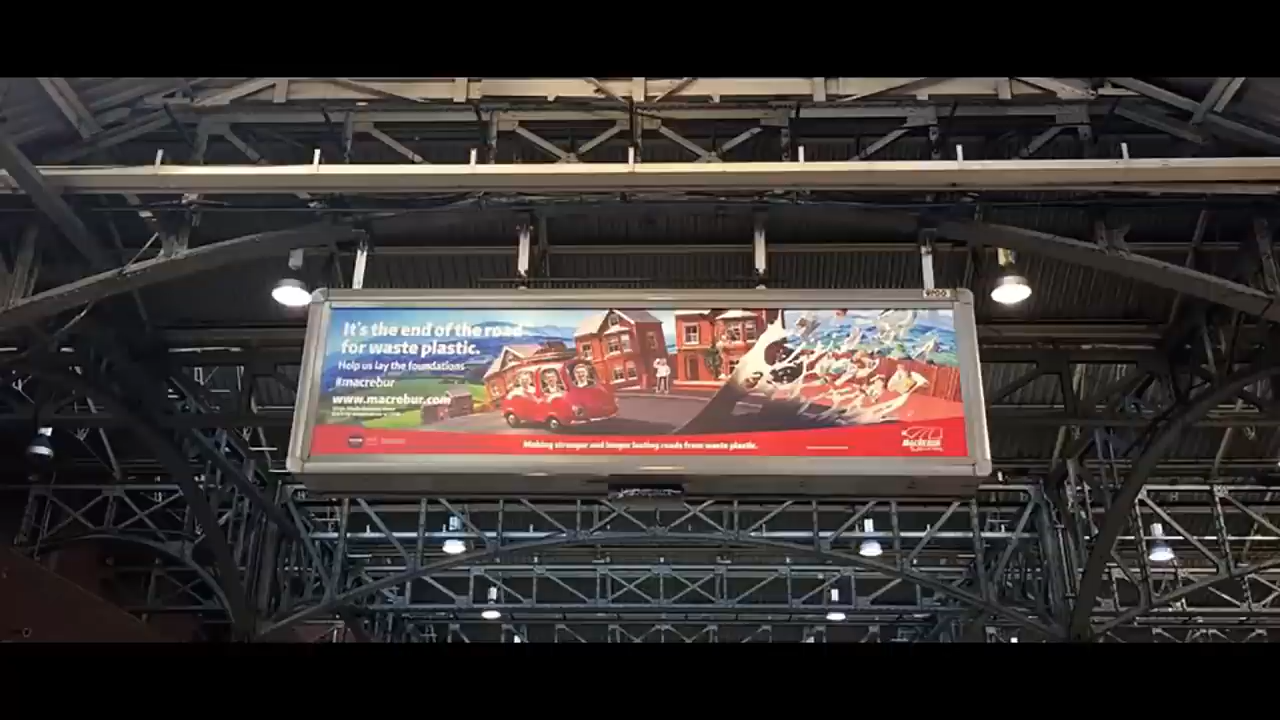 It's the end of the road
for waste plastic.
Help us lay the foundations
#macrebur
www.macrebur.com
Making stronger and longer lasting roads from waste plastic.
MACREBUR